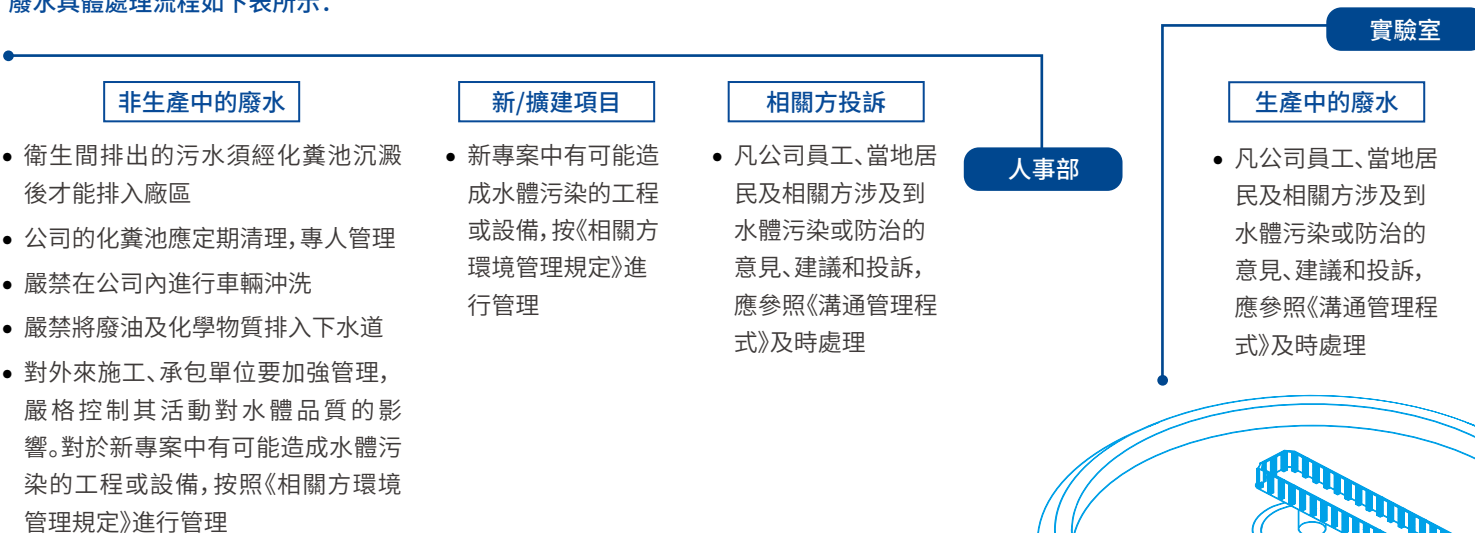 廢水具體處理流程如下表所示：
實驗室
非生產中的廢水
衛生間排出的污水須經化糞池沉澱
後才能排入廠區
公司的化糞池應定期清理，專人管理
嚴禁在公司內進行車輛沖洗
嚴禁將廢油及化學物質排入下水道
對外來施工、承包單位要加強管理，
嚴格控制其活動對水體品質的影
響。對於新專案中有可能造成水體污
染的工程或設備，按照《相關方環境
管理規定》進行管理
新/擴建項目
新專案中有可能造
成水體污染的工程
或設備，按《相關方
環境管理規定》進
行管理
相關方投訴
凡公司員工、當地居
民及相關方涉及到
水體污染或防治的
意見、建議和投訴，
應參照《溝通管理程
式》及時處理
人事部
生產中的廢水
凡公司員工、當地居
民及相關方涉及到
水體污染或防治的
意見、建議和投訴，
應參照《溝通管理程
式》及時處理